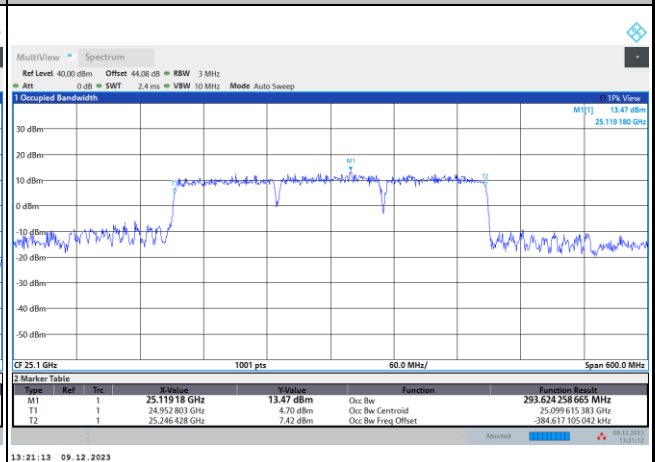 MultiView Spectrum
Ref Level 40.00 dBm Offset 44.08 dB RBW 3 MHz
Att 0 dB SWT 2.4 ms VBW 10 MHz Mode Auto Sweep
1 Occupied Bandwidth 1Pk View
M1[1] 13.47 dBm
25.119 180 GHz
30 dBm
20 dBm
M1
T1 T2
10 dBm
0 dBm
-10 dBm
-20 dBm
-30 dBm
-40 dBm
-50 dBm
CF 25.1 GHz 1001 pts 60.0 MHz/ Span 600.0 MHz
2 Marker Table
Type Ref Trc X-Value Y-Value Function Function Result
M1 1 25.11918 GHz 13.47 dBm Occ Bw 293.624 258 665 MHz
T1 1 24.952 803 GHz 4.70 dBm Occ Bw Centroid 25.099 615 383 GHz
T2 1 25.246 428 GHz 7.42 dBm Occ Bw Freq Offset -384.617 105 042 kHz
Aborted 09.12.2023
13:21:12
13:21:13 09.12.2023